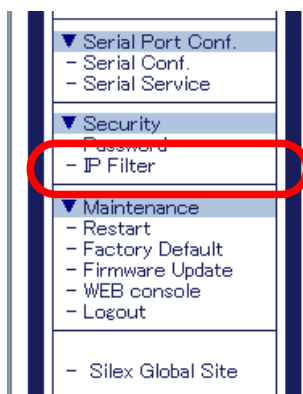 ▼ Serial Port Conf.
- Serial Conf.
- Serial Service
▼ Security
- Password
- IP Filter
▼ Maintenance
- Restart
- Factory Default
- Firmware Update
- WEB console
- Logout
- Silex Global Site